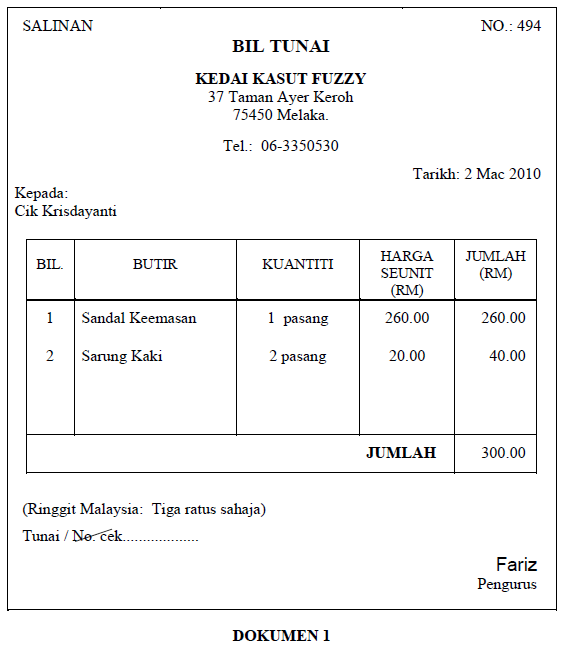 SALINAN NO.: 494
BIL TUNAI
KEDAI KASUT FUZZY
37 Taman Ayer Keroh
75450 Melaka.
Tel.: 06-3350530
Tarikh: 2 Mac 2010
Kepada:
Cik Krisdayanti
BIL. BUTIR KUANTITI HARGA SEUNIT (RM) JUMLAH (RM)
1 Sandal Keemasan 1 pasang 260.00 260.00
2 Sarung Kaki 2 pasang 20.00 40.00
JUMLAH 300.00
(Ringgit Malaysia: Tiga ratus sahaja)
Tunai / No. cek...................
Fariz
Pengurus
DOKUMEN 1